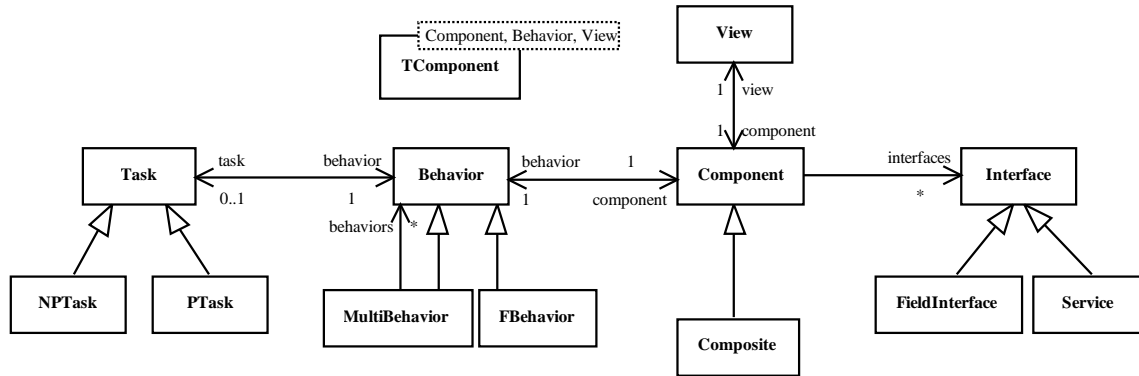 Component, Behavior, View
TComponent
View
1 view
1 component
task
behavior
behavior
1
interfaces
Task
Behavior
Component
Interface
0..1
1
1
component
*
behaviors *
NPTask
PTask
MultiBehavior
FBehavior
FieldInterface
Service
Composite